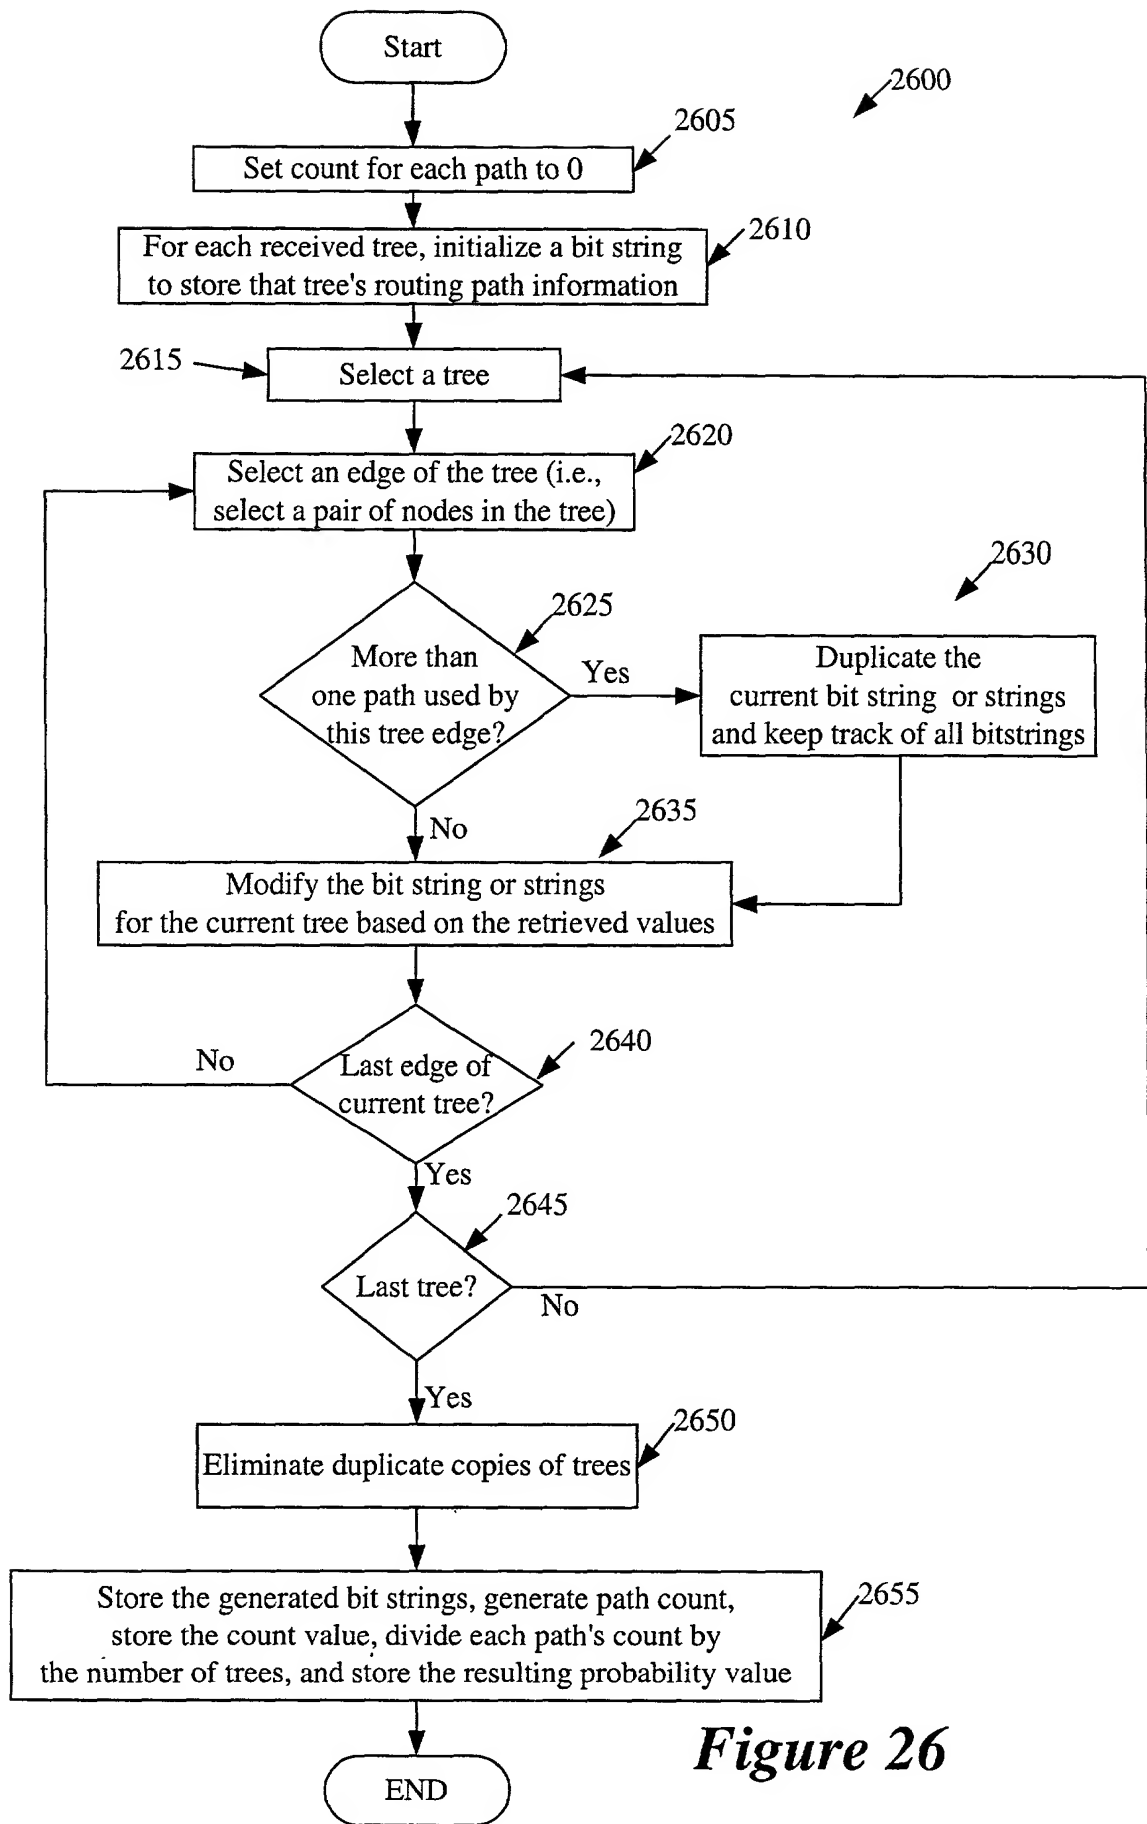 Start
2600
2605
Set count for each path to 0
2610
For each received tree, initialize a bit string
to store that tree's routing path information
2615
Select a tree
2620
Select an edge of the tree (i.e.,
select a pair of nodes in the tree)
2630
2625
More than
one path used by
this tree edge?
Yes
Duplicate the
current bit string or strings
and keep track of all bitstrings
No
2635
Modify the bit string or strings
for the current tree based on the retrieved values
2640
No
Last edge of
current tree?
Yes
2645
Last tree?
No
Yes
2650
Eliminate duplicate copies of trees
2655
Store the generated bit strings, generate path count,
store the count value, divide each path's count by
the number of trees, and store the resulting probability value
Figure 26
END